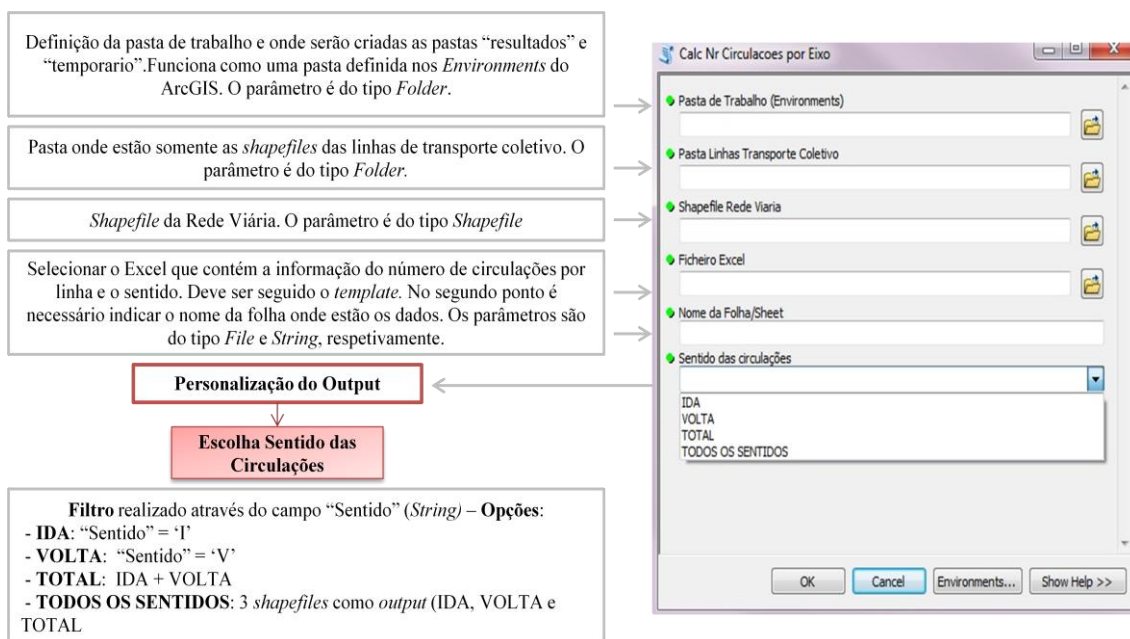 Definição da pasta de trabalho e onde serão criadas as pastas “resultados” e
“temporario”.Funciona como uma pasta definida nos Environments do
ArcGIS. O parâmetro é do tipo Folder.
Pasta onde estão somente as shapefiles das linhas de transporte coletivo. O
parâmetro é do tipo Folder.
Shapefile da Rede Viária. O parâmetro é do tipo Shapefile
Selecionar o Excel que contém a informação do número de circulações por
linha e o sentido. Deve ser seguido o template. No segundo ponto é
necessário indicar o nome da folha onde estão os dados. Os parâmetros são
do tipo File e String, respetivamente.
Personalização do Output
Escolha Sentido das
Circulações
Filtro realizado através do campo “Sentido” (String) – Opções:
- IDA: “Sentido” = ‘I’
- VOLTA: “Sentido” = ‘V’
- TOTAL: IDA + VOLTA
- TODOS OS SENTIDOS: 3 shapefiles como output (IDA, VOLTA e
TOTAL
Calc Nr Circulacoes por Eixo
Pasta de Trabalho (Environments)
Pasta Linhas Transporte Coletivo
Shapefile Rede Viaria
Ficheiro Excel
Nome da Folha/Sheet
Sentido das circulações
IDA
VOLTA
TOTAL
TODOS OS SENTIDOS
OK
Cancel
Environments...
Show Help >>